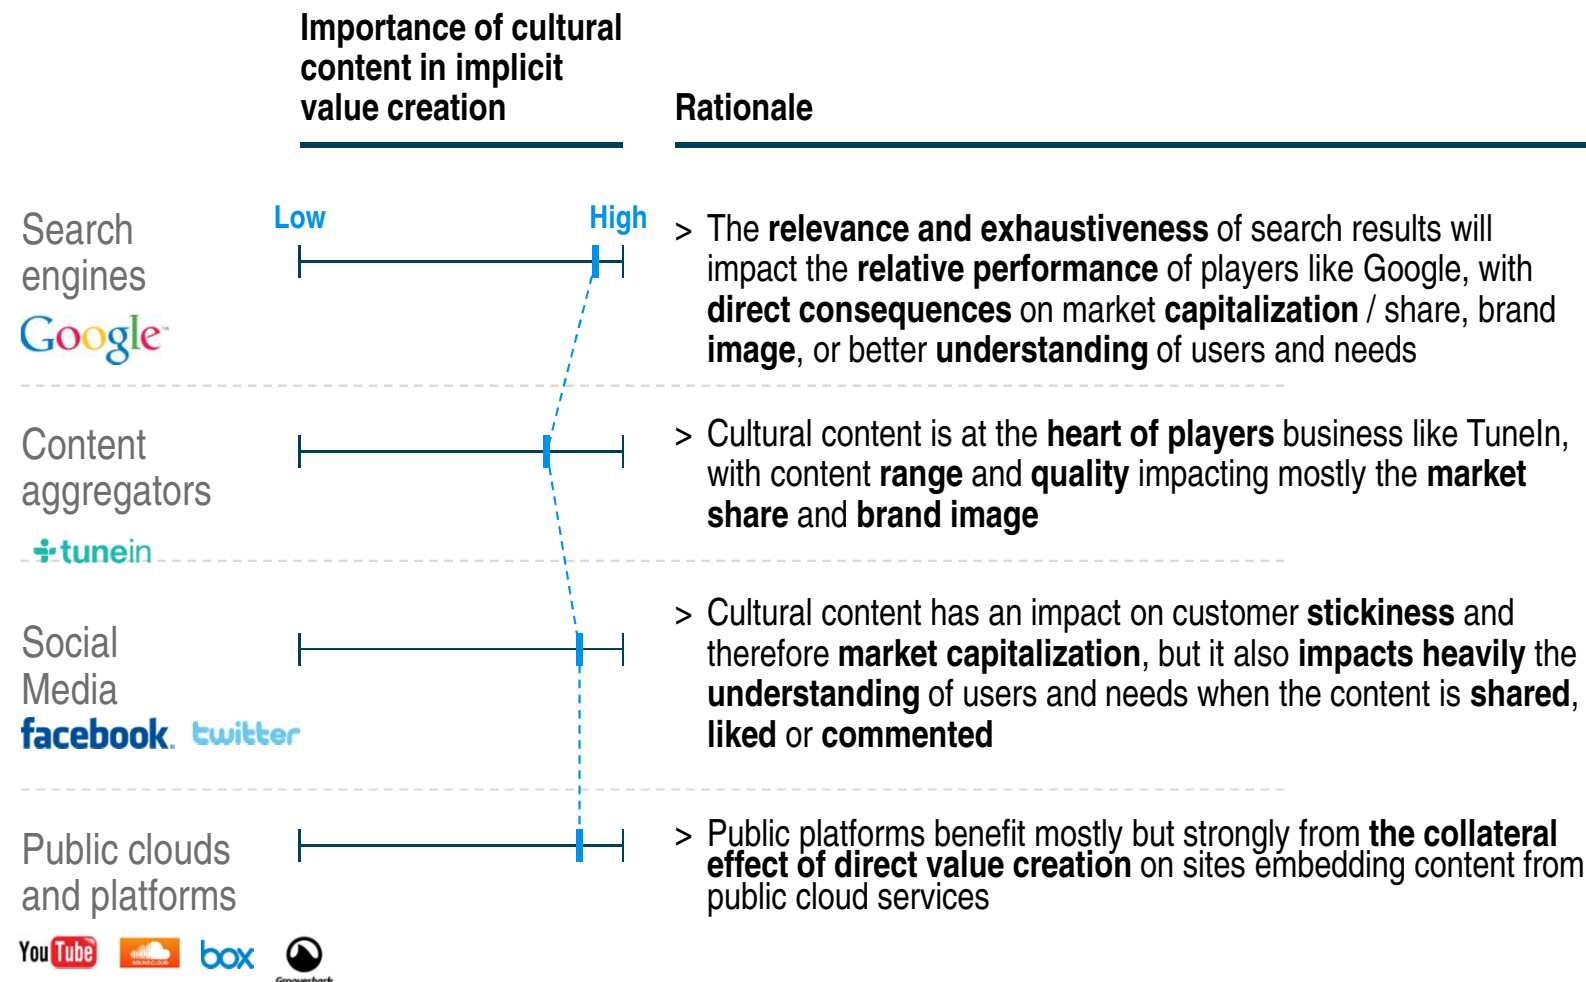 Importance of cultural
content in implicit
value creation
Rationale
Search
engines
Google
Low
High
> The relevance and exhaustiveness of search results will
impact the relative performance of players like Google, with
direct consequences on market capitalization / share, brand
image, or better understanding of users and needs
Content
aggregators
tunein
> Cultural content is at the heart of players business like TuneIn,
with content range and quality impacting mostly the market
share and brand image
Social
Media
facebook.
twitter
> Cultural content has an impact on customer stickiness and
therefore market capitalization, but it also impacts heavily the
understanding of users and needs when the content is shared,
liked or commented
Public clouds
and platforms
YouTube
SOUNDCLOUD
box
Grooveshark
> Public platforms benefit mostly but strongly from the collateral
effect of direct value creation on sites embedding content from
public cloud services